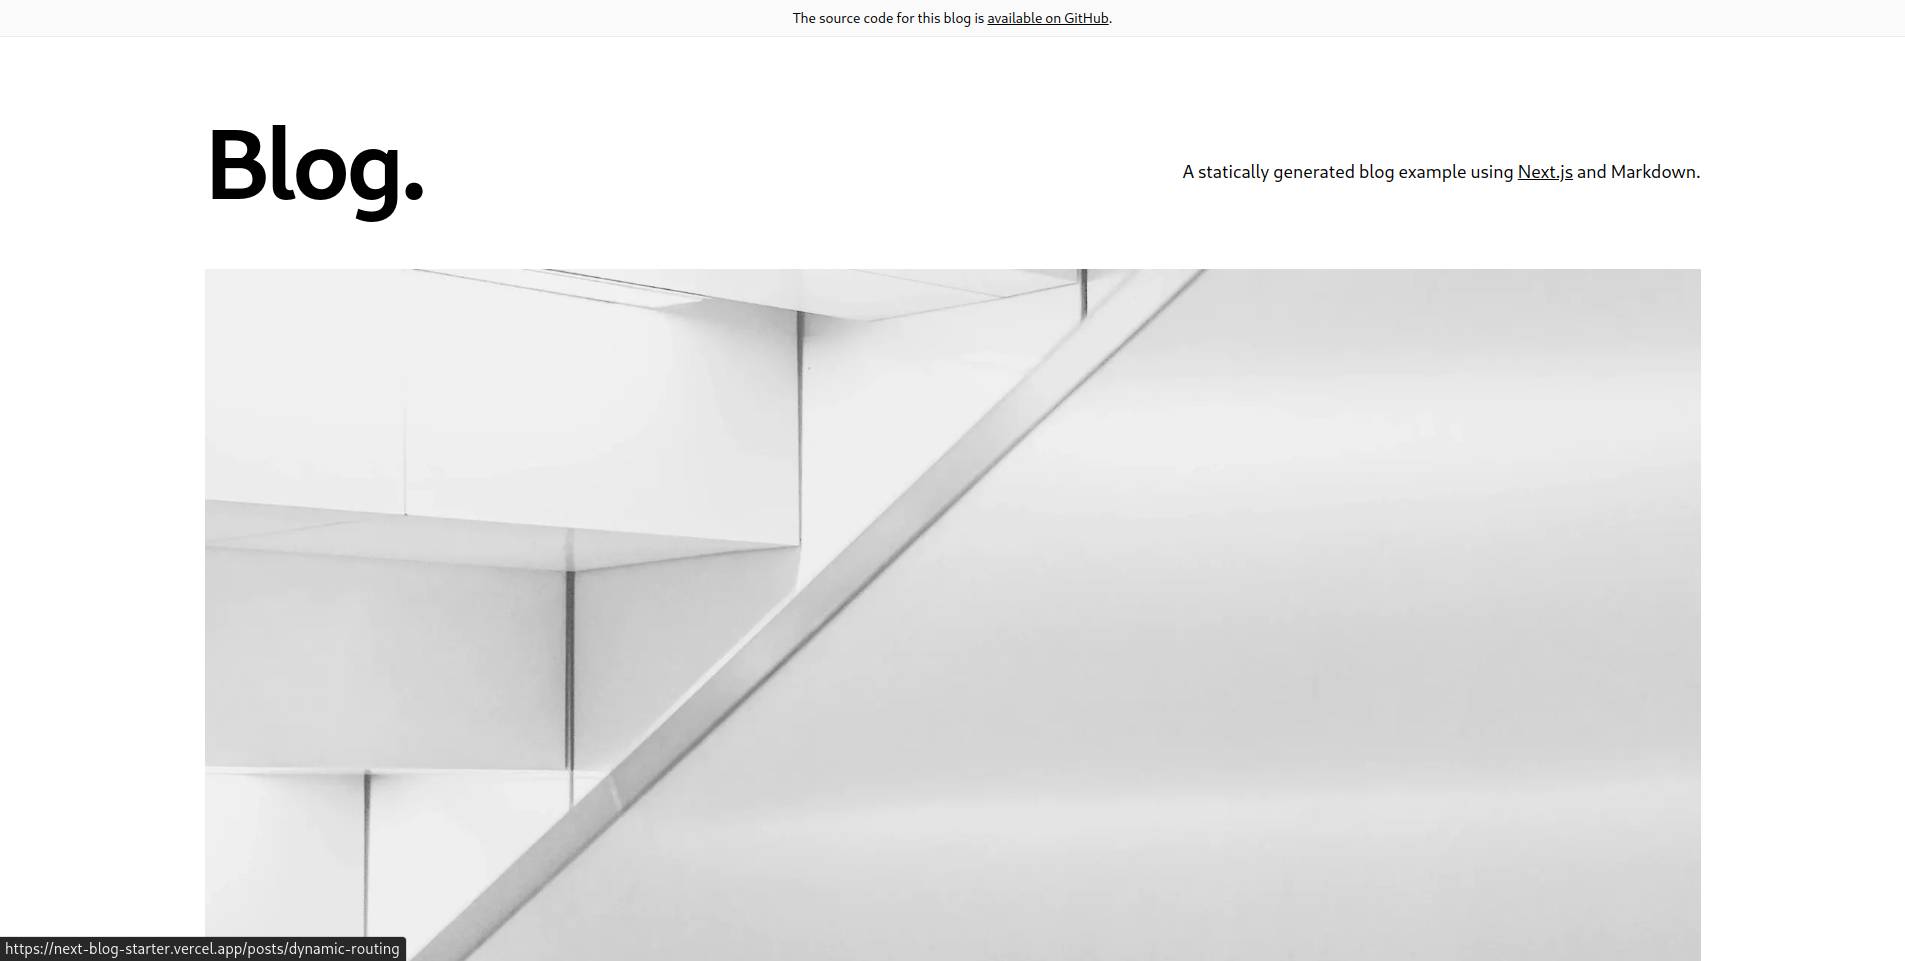 The source code for this blog is available on GitHub.
Blog.
A statically generated blog example using Next.js and Markdown.
https://next-blog-starter.vercel.app/posts/dynamic-routing